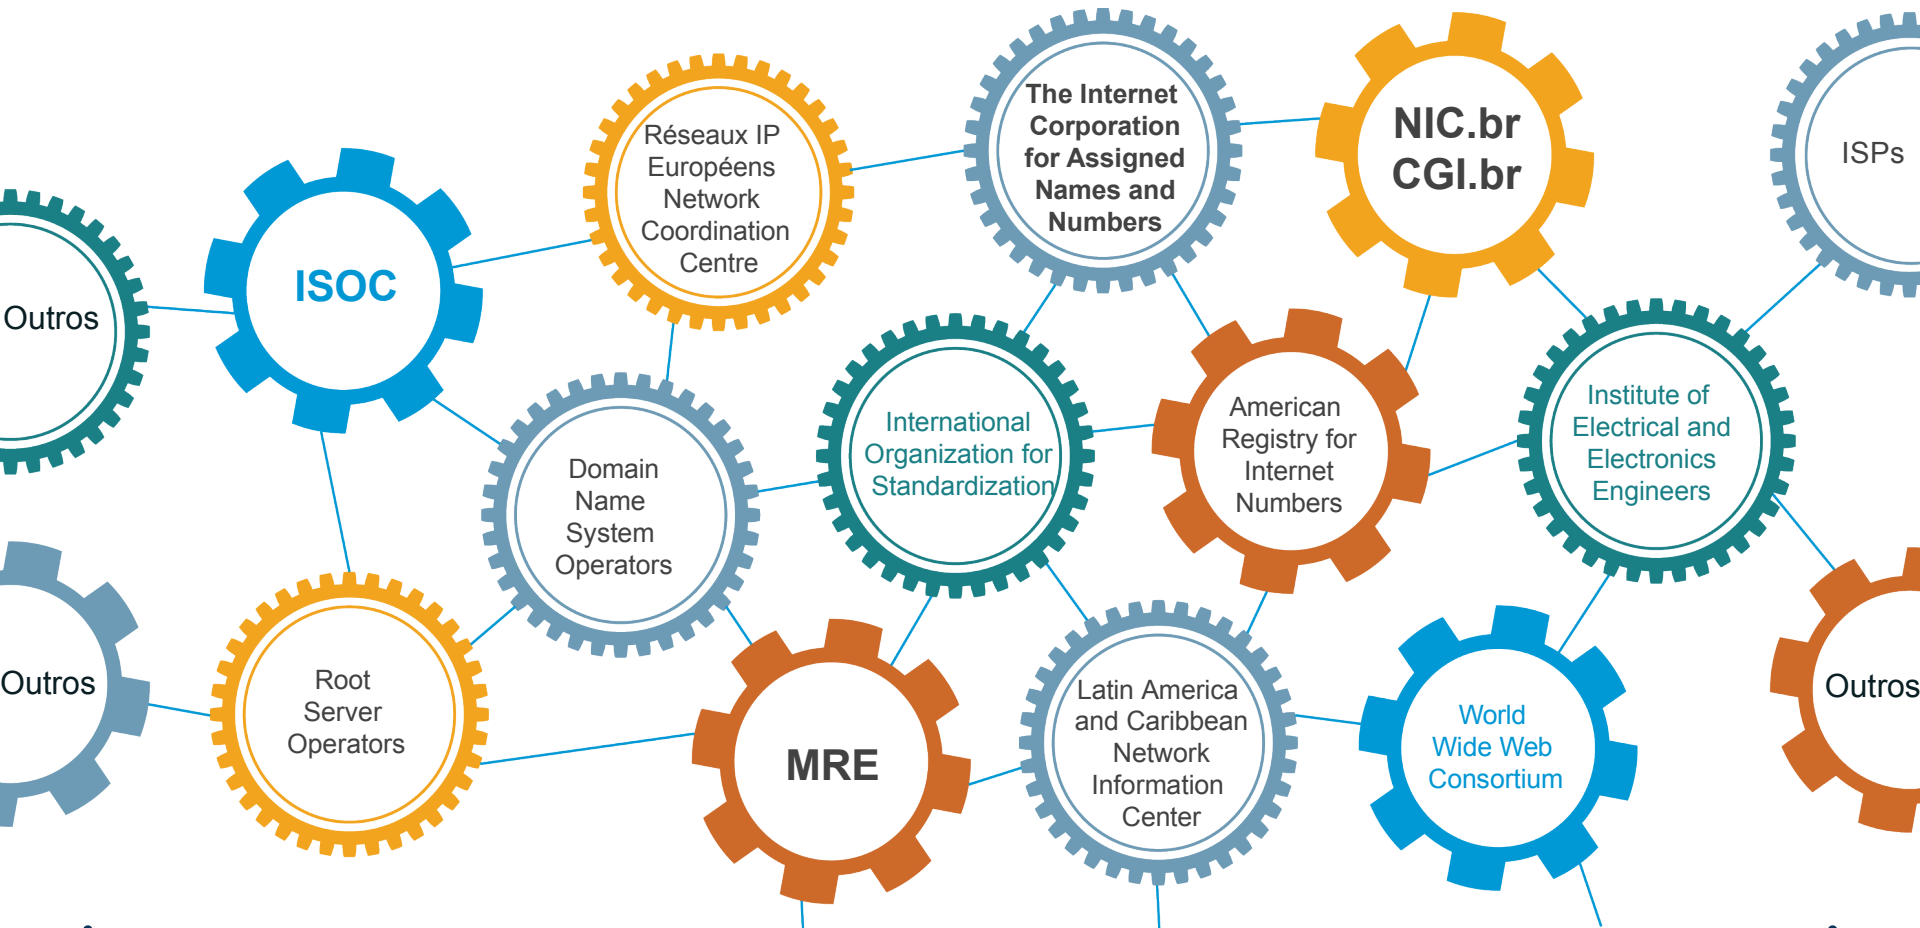 The Internet
Corporation
for Assigned
Names and
Numbers
NIC.br
CGI.br
ISPs
Réseaux IP
Européens
Network
Coordination
Centre
ISOC
Outros
International
Organization for
Standardization
American
Registry for
Internet
Numbers
Institute of
Electrical and
Electronics
Engineers
Domain
Name
System
Operators
Outros
Root
Server
Operators
MRE
Latin America
and Caribbean
Network
Information
Center
World
Wide Web
Consortium
Outros